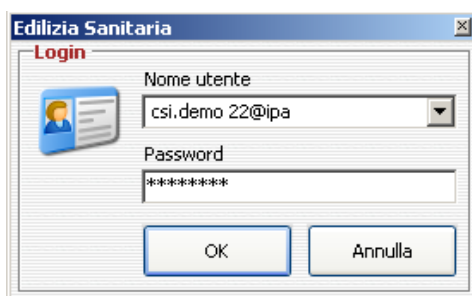 Edilizia Sanitaria
Login
Nome utente
csi.demo 22@ipa
Password
********
OK
Annulla